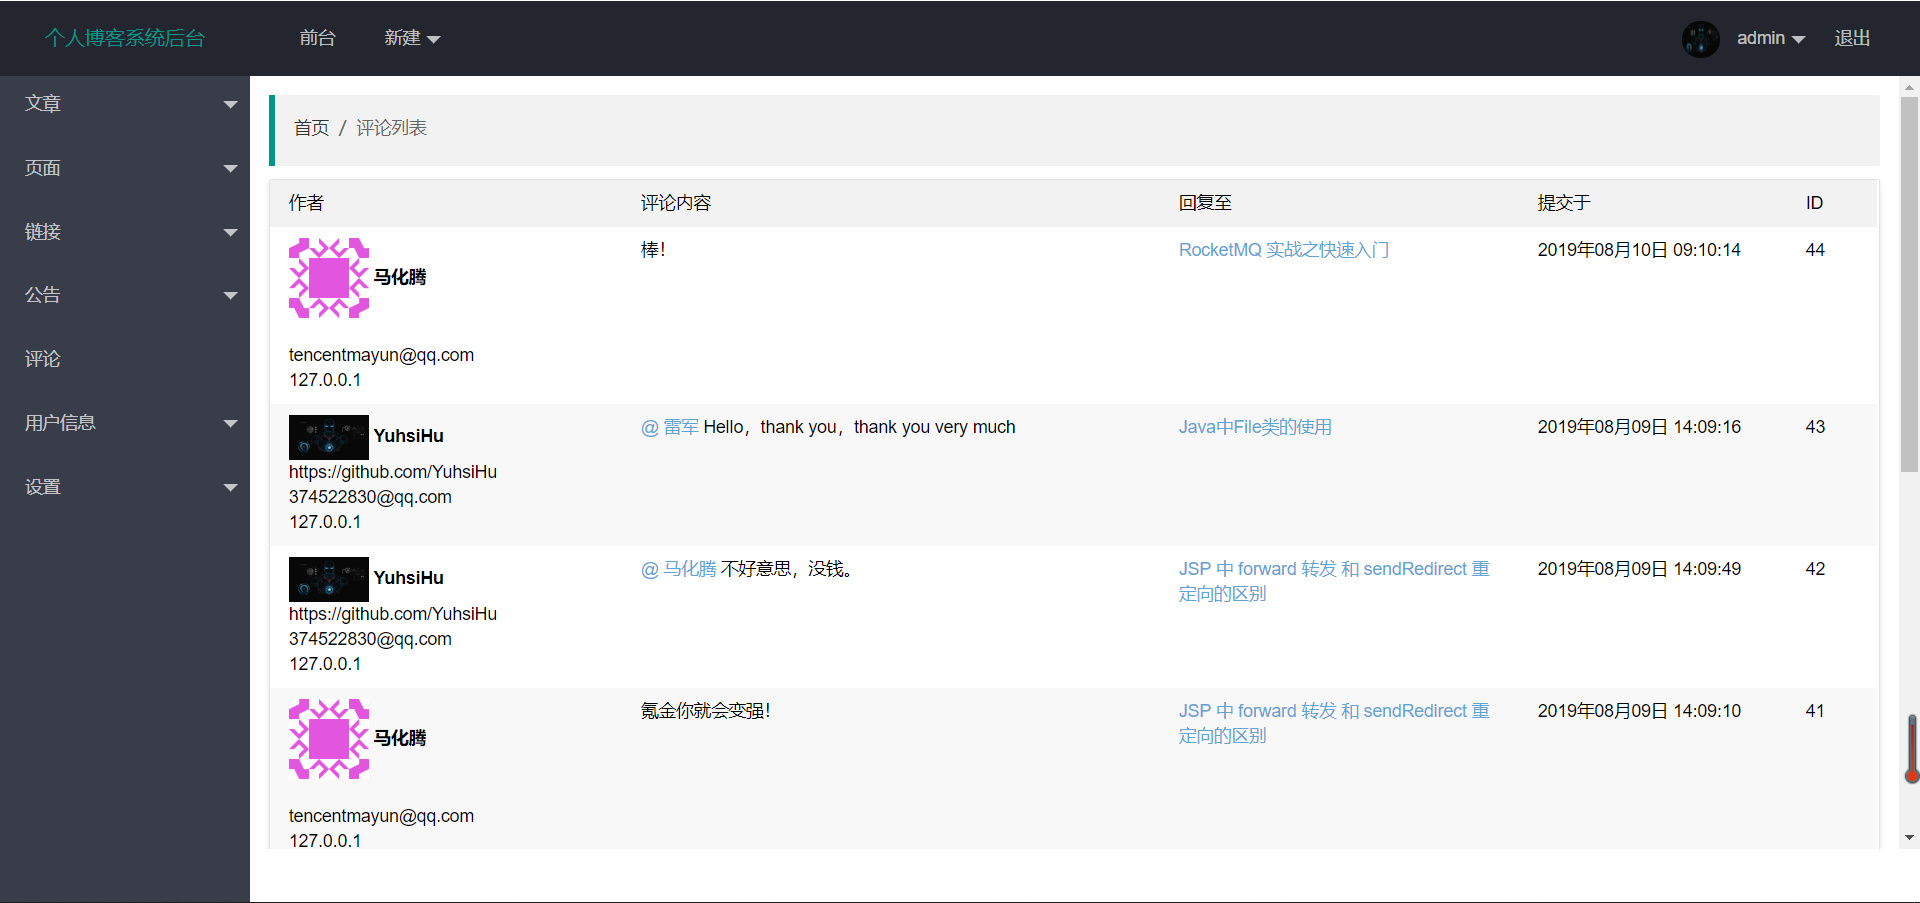 个人博客系统后台 前台 新建 admin 退出
文章
页面
链接
公告
评论
用户信息
设置
首页 / 评论列表
作者 评论内容 回复至 提交于 ID
马化腾 棒！ RocketMQ 实战之快速入门 2019年08月10日 09:10:14 44
tencentmayun@qq.com
127.0.0.1
YuhsiHu @ 雷军 Hello，thank you，thank you very much Java中File类的使用 2019年08月09日 14:09:16 43
https://github.com/YuhsiHu
374522830@qq.com
127.0.0.1
YuhsiHu @ 马化腾 不好意思，没钱。 JSP 中 forward 转发 和 sendRedirect 重 2019年08月09日 14:09:49 42
定向的区别
https://github.com/YuhsiHu
374522830@qq.com
127.0.0.1
马化腾 氪金你就会变强！ JSP 中 forward 转发 和 sendRedirect 重 2019年08月09日 14:09:10 41
定向的区别
tencentmayun@qq.com
127.0.0.1